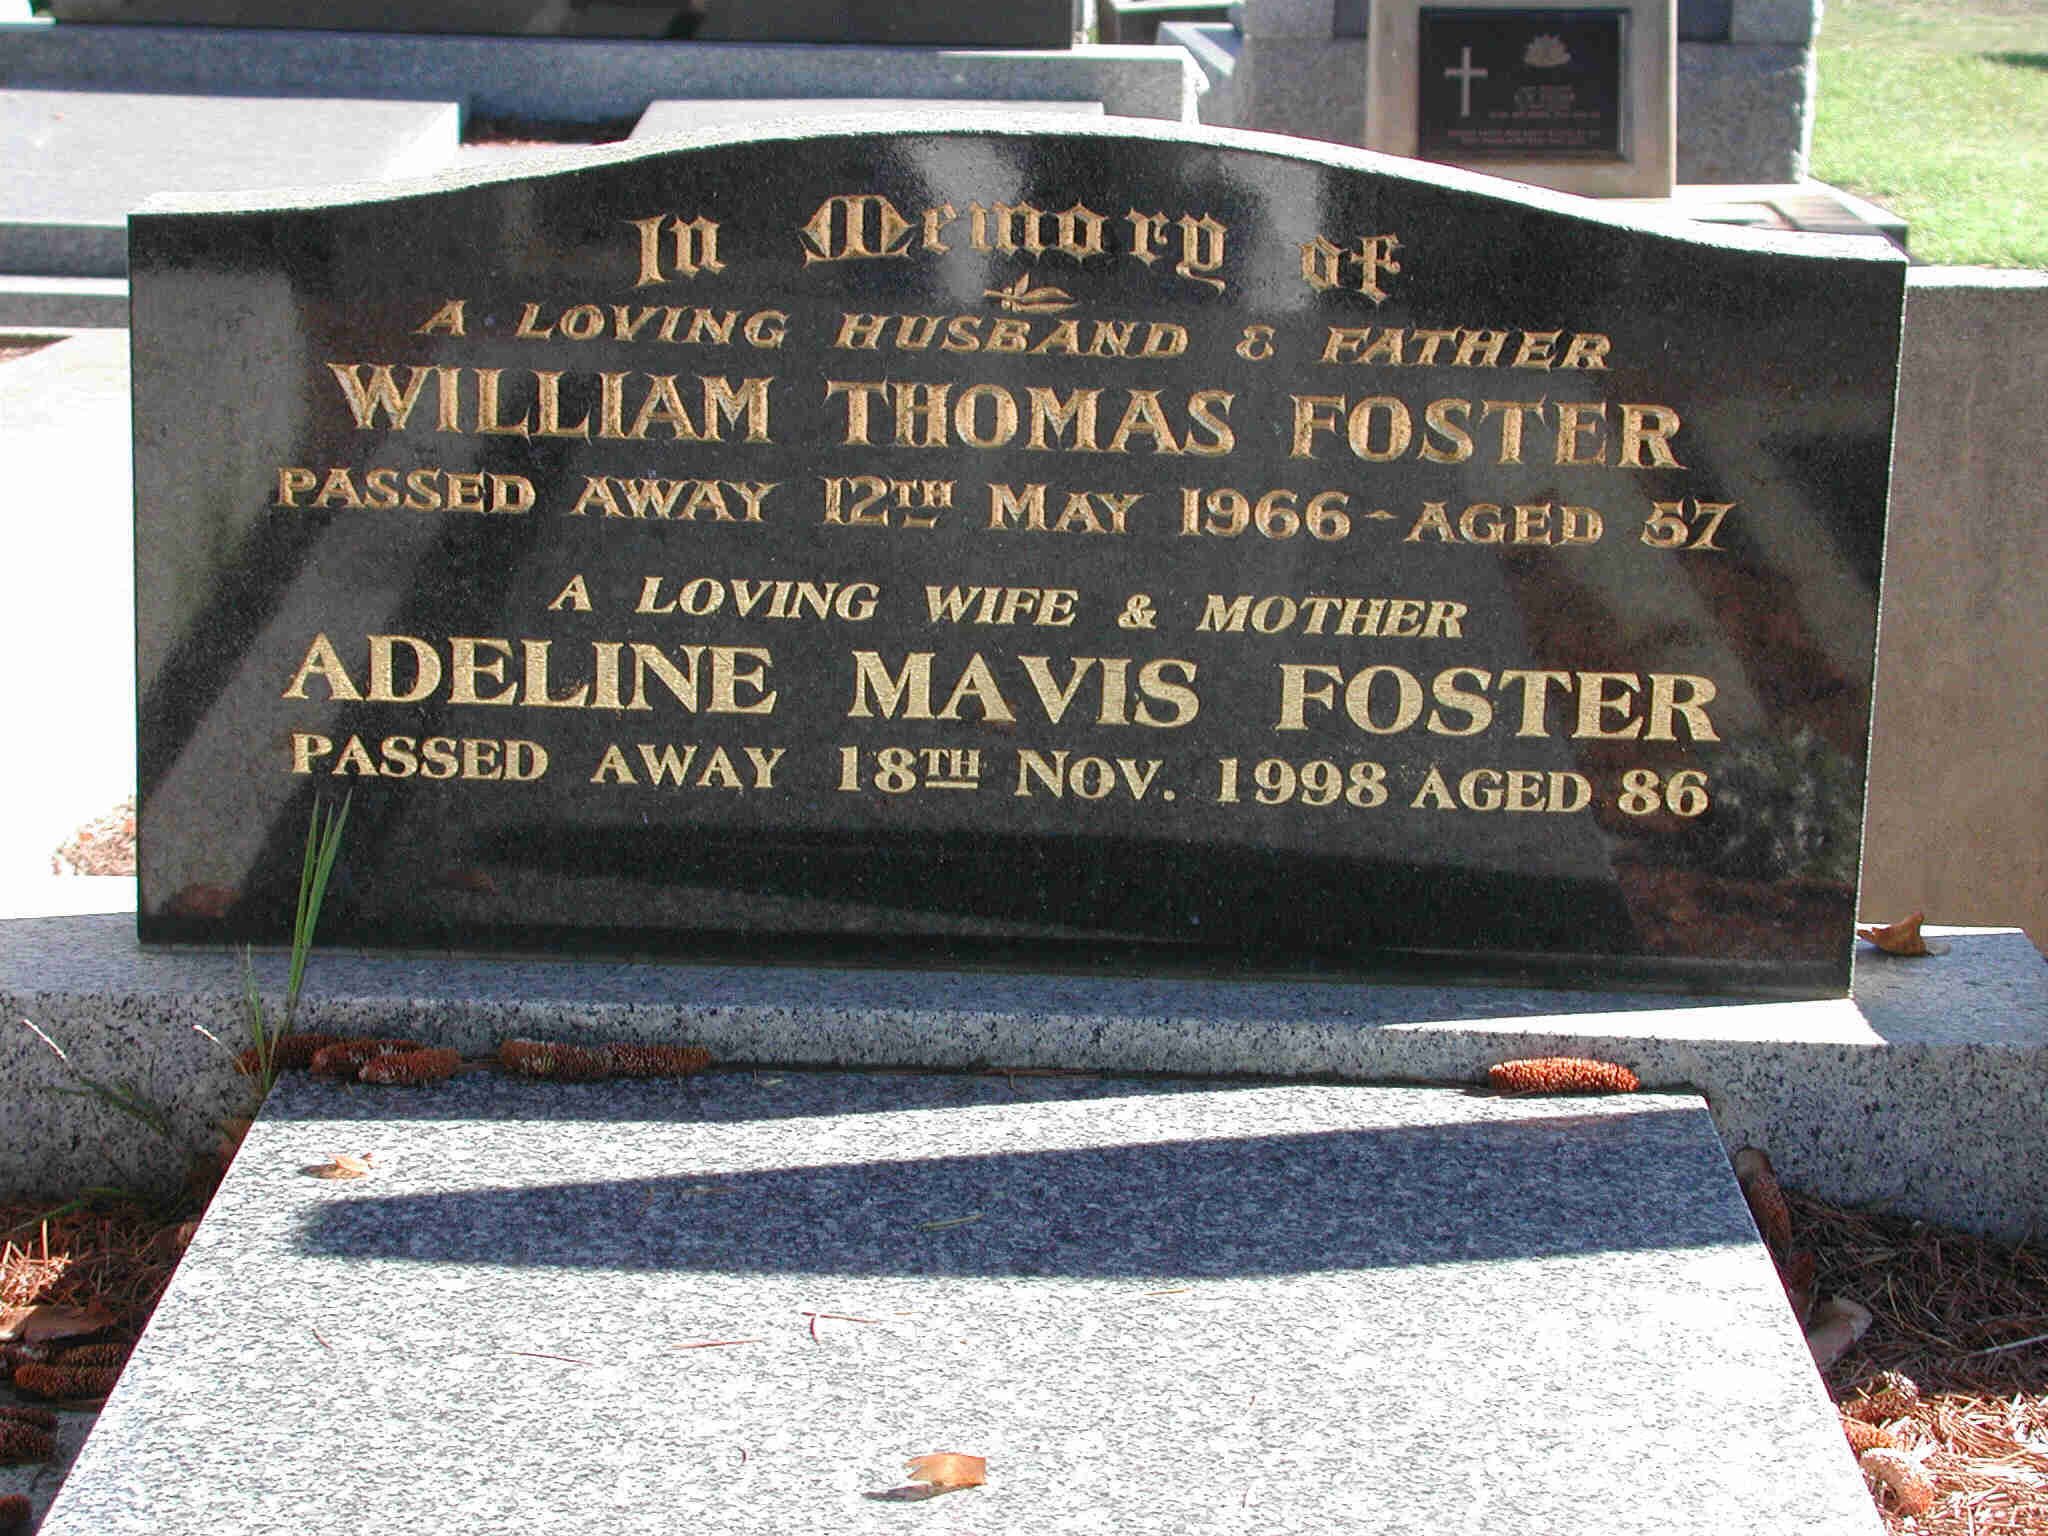 In Memory of
A LOVING HUSBAND & FATHER
WILLIAM THOMAS FOSTER
PASSED AWAY 12TH MAY 1966 - AGED 57
A LOVING WIFE & MOTHER
ADELINE MAVIS FOSTER
PASSED AWAY 18TH NOV. 1998 AGED 86